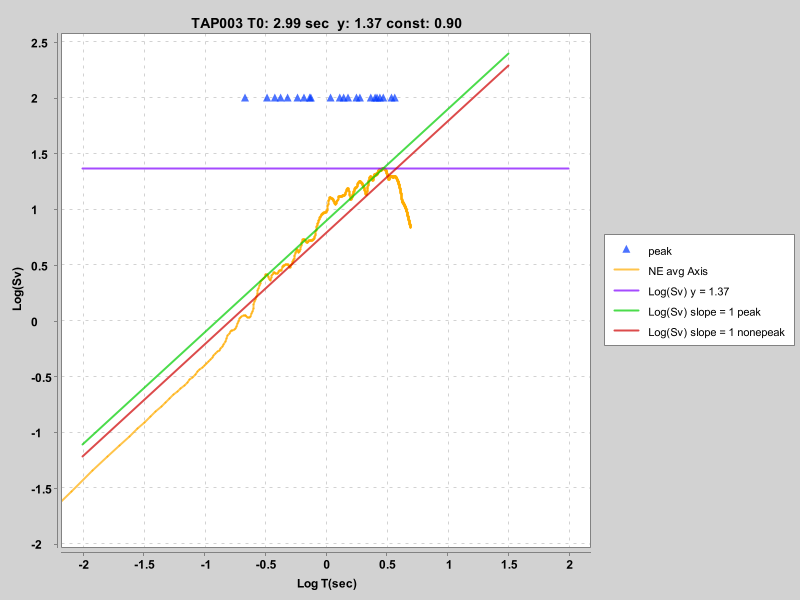 TAP003 T0: 2.99 sec  y: 1.37 const: 0.90
2.5
2
1.5
1
0.5
0
-0.5
-1
-1.5
-2
Log(Sv)
-2
-1.5
-1
-0.5
0
0.5
1
1.5
2
Log T(sec)
peak
NE avg Axis
Log(Sv) y = 1.37
Log(Sv) slope = 1 peak
Log(Sv) slope = 1 nonepeak